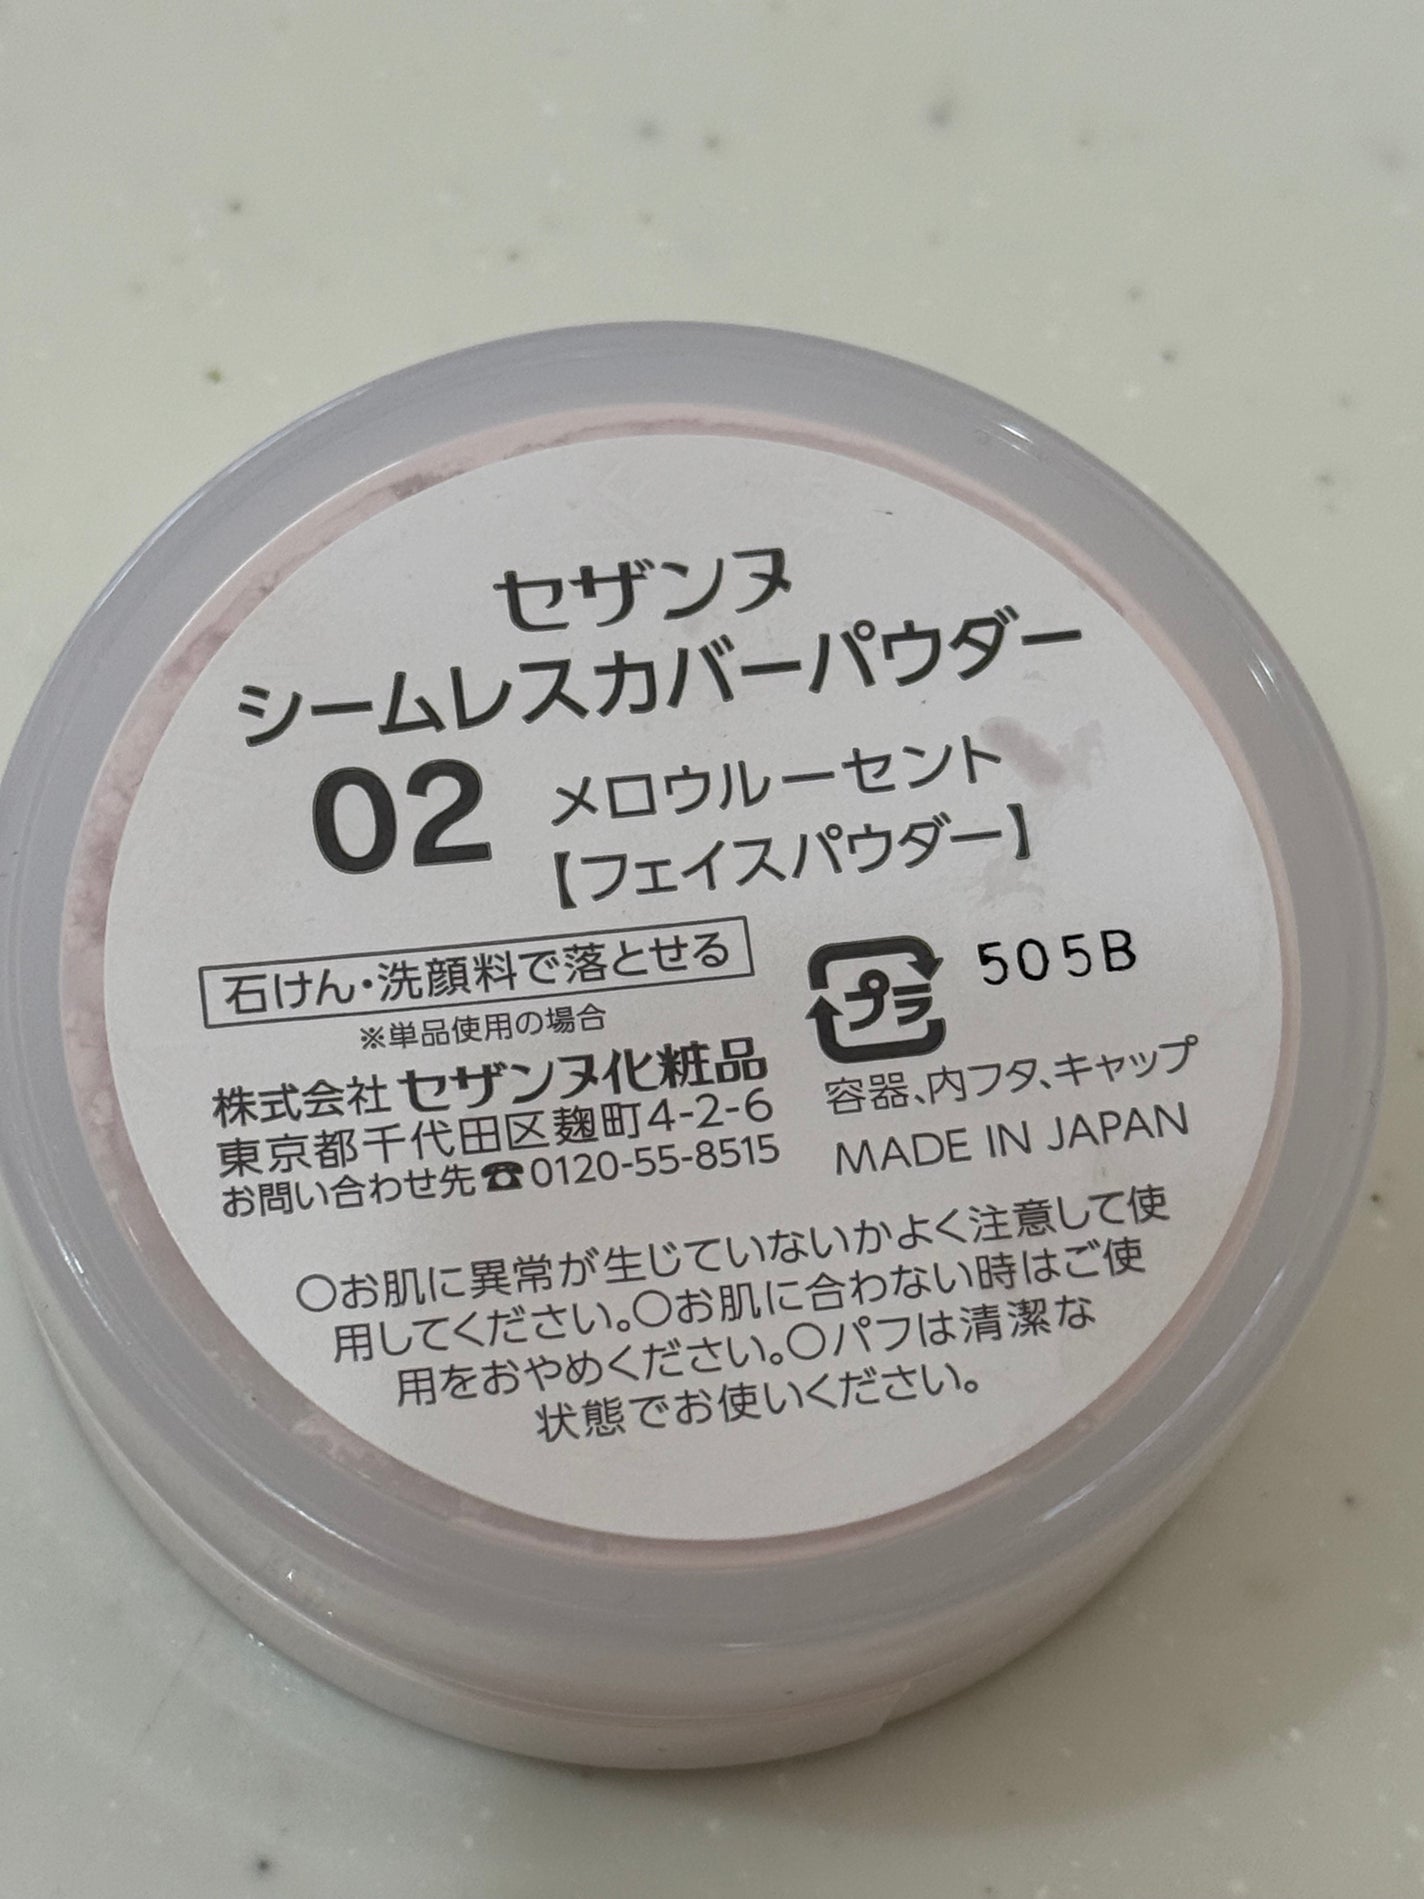 セザンヌ
シームレスカバーパウダー
02 メロウルーセント
【フェイスパウダー】
石けん・洗顔料で落とせる
※単品使用の場合
株式会社 セザンヌ化粧品
東京都千代田区麹町4-2-6
お問い合わせ先☎0120-55-8515
プラ 505B
容器、内フタ、キャップ
MADE IN JAPAN
〇お肌に異常が生じていないかよく注意して使
用してください。〇お肌に合わない時はご使
用をおやめください。〇パフは清潔な
状態でお使いください。